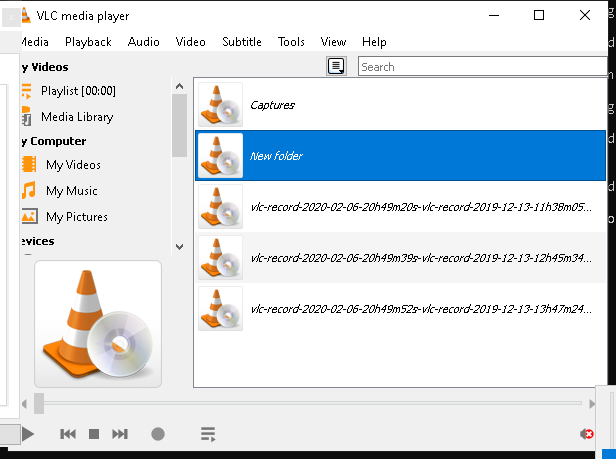 VLC media player
Media Playback Audio Video Subtitle Tools View Help
y Videos
Search
Playlist [00:00]
Media Library
y Computer
My Videos
My Music
My Pictures
evices
Captures
New folder
vlc-record-2020-02-06-20h49m20s-vlc-record-2019-12-13-11h38m05...
vlc-record-2020-02-06-20h49m39s-vlc-record-2019-12-13-12h45m34...
vlc-record-2020-02-06-20h49m52s-vlc-record-2019-12-13-13h47m24...